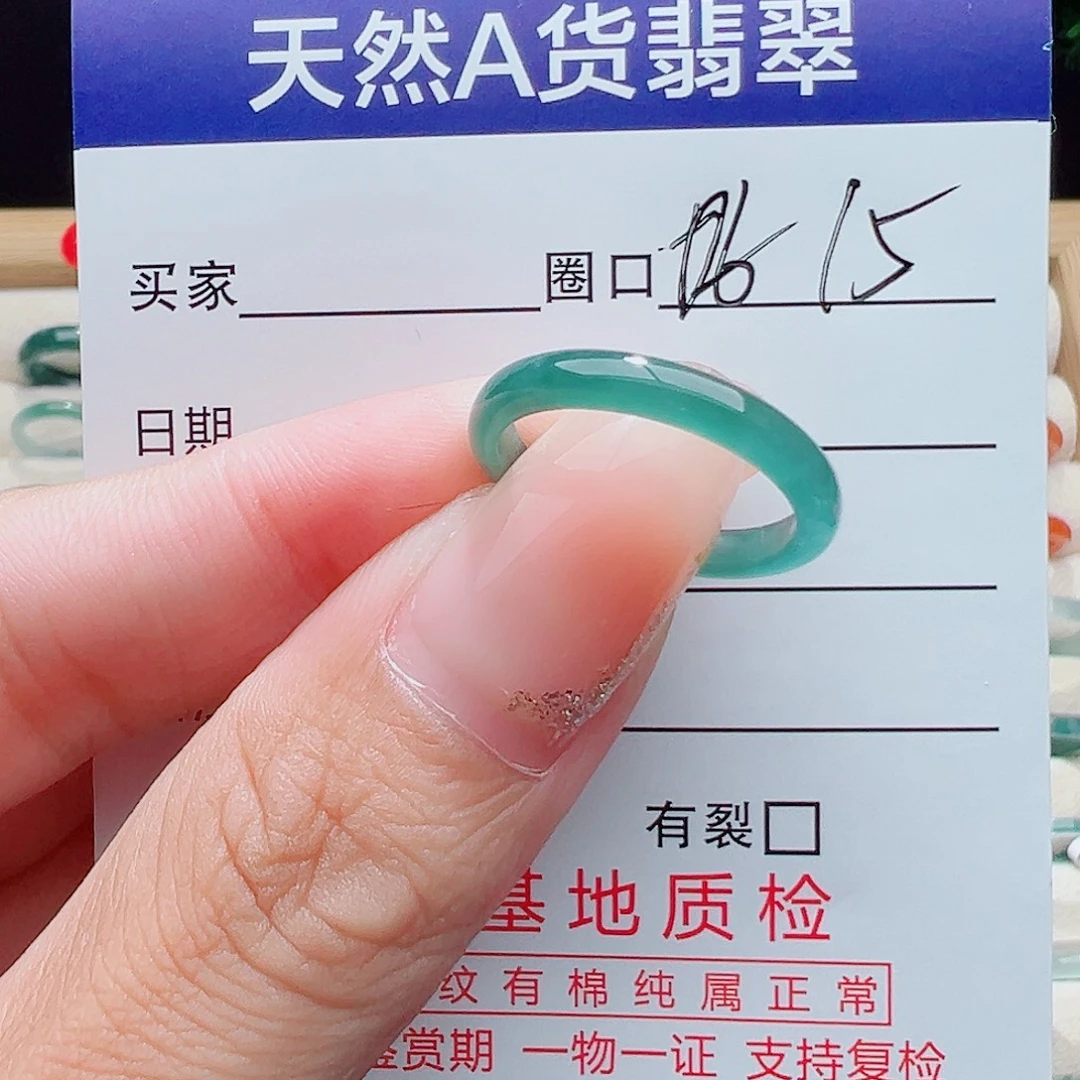 天然A货翡翠
买家 圈口 15
日期
有裂
基地质检
纹有棉纯属正常
鉴赏期 一物一证 支持复检